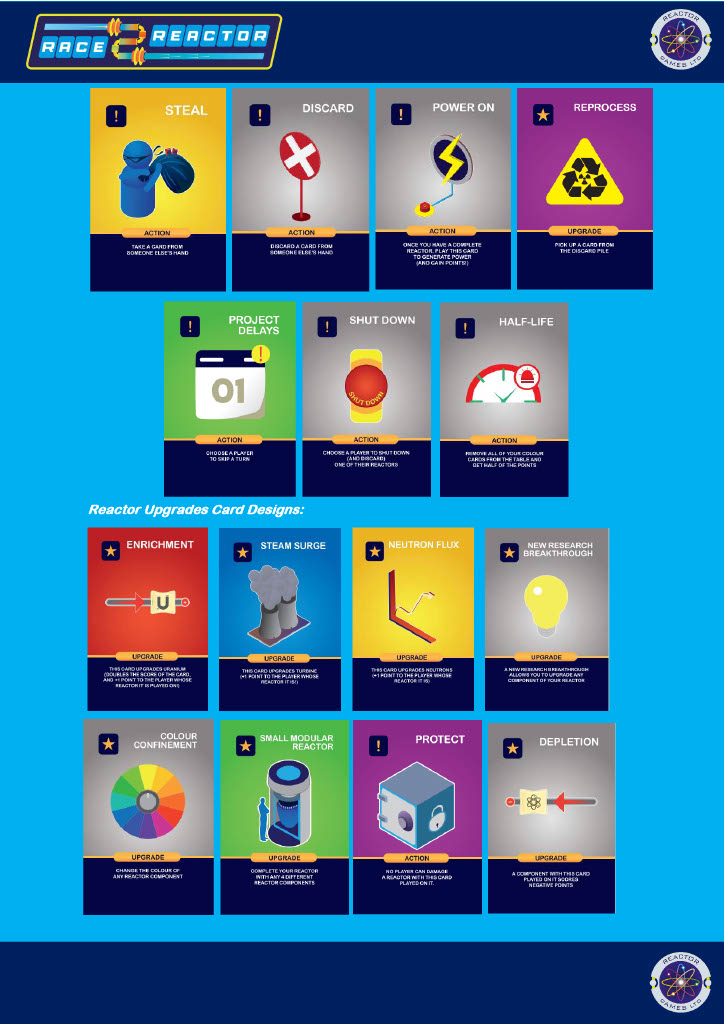 RACE 2 REACTOR
REACTOR
GAMES LTD
!
STEAL
ACTION
TAKE A CARD FROM
SOMEONE ELSE'S HAND
!
DISCARD
ACTION
DISCARD A CARD FROM
SOMEONE ELSE'S HAND
!
POWER ON
ACTION
ONCE YOU HAVE A COMPLETE
REACTOR, PLAY THIS CARD
TO GENERATE POWER
(AND GAIN POINTS!)
REPROCESS
UPGRADE
PICK UP A CARD FROM
THE DISCARD PILE
!
PROJECT
DELAYS
!
01
ACTION
CHOOSE A PLAYER
TO SKIP A TURN
!
SHUT DOWN
SHUT DOWN
ACTION
CHOOSE A PLAYER TO SHUT DOWN
(AND DISCARD)
ONE OF THEIR REACTORS
!
HALF-LIFE
ACTION
REMOVE ALL OF YOUR COLOUR
CARDS FROM THE TABLE AND
GET HALF OF THE POINTS
Reactor Upgrades Card Designs:
ENRICHMENT
U
UPGRADE
THIS CARD UPGRADES URANIUM
(DOUBLES THE SCORE OF THE CARD,
AND +1 POINT TO THE PLAYER WHOSE
REACTOR IT IS PLAYED ON!)
STEAM SURGE
UPGRADE
THIS CARD UPGRADES TURBINE
(+1 POINT TO THE PLAYER WHOSE
REACTOR IT IS!)
NEUTRON FLUX
UPGRADE
THIS CARD UPGRADES NEUTRONS
(+1 POINT TO THE PLAYER WHOSE
REACTOR IT IS)
NEW RESEARCH
BREAKTHROUGH
UPGRADE
A NEW RESEARCH BREAKTHROUGH
ALLOWS YOU TO UPGRADE ANY
COMPONENT OF YOUR REACTOR
COLOUR
CONFINEMENT
UPGRADE
CHANGE THE COLOUR OF
ANY REACTOR COMPONENT
SMALL MODULAR
REACTOR
UPGRADE
COMPLETE YOUR REACTOR
WITH ANY 4 DIFFERENT
REACTOR COMPONENTS
!
PROTECT
ACTION
NO PLAYER CAN DAMAGE
A REACTOR WITH THIS CARD
PLAYED ON IT.
DEPLETION
UPGRADE
A COMPONENT WITH THIS CARD
PLAYED ON IT SCORES
NEGATIVE POINTS
REACTOR
GAMES LTD